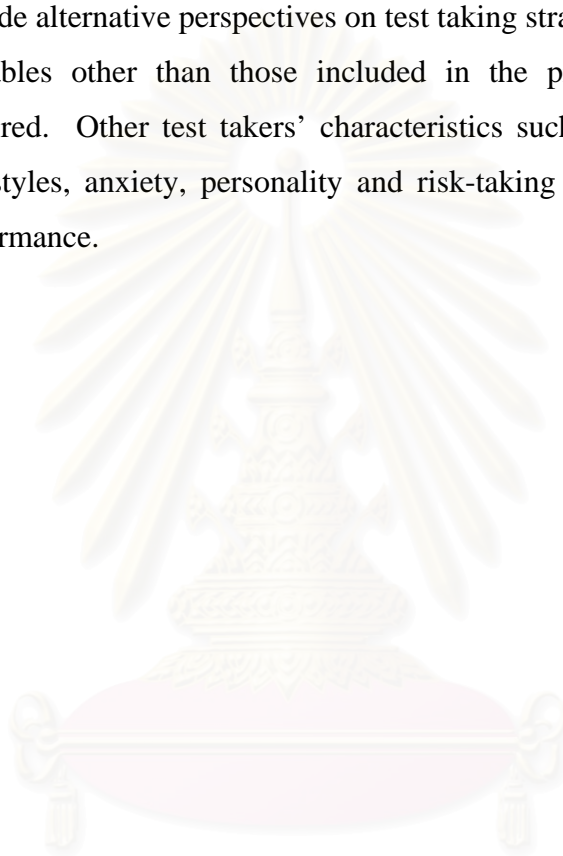 de alternative perspectives on test taking stra
ables other than those included in the p
red. Other test takers’ characteristics such
styles, anxiety, personality and risk-taking
rmance.